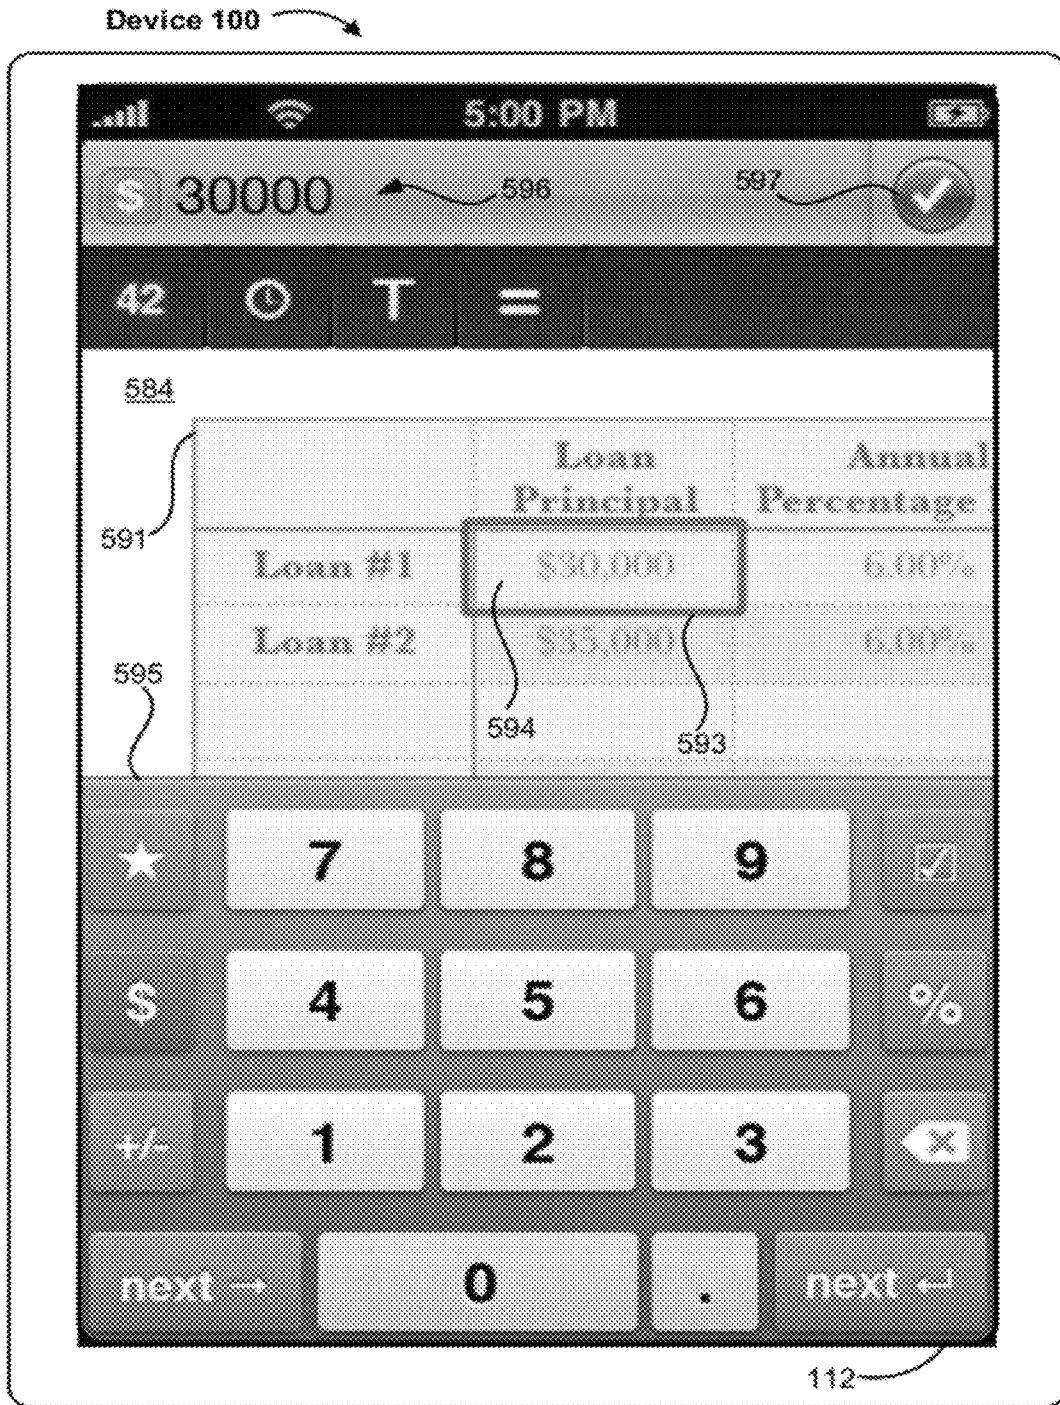 Device 100
5:00 PM
$ 30000 596 597
42 T =
584
Loan Annual
Principal Percentage
591
Loan #1 $30,000 6.00%
Loan #2 $35,000 6.00%
595
594 593
7 8 9
$ 4 5 6 %
+/- 1 2 3
next → 0 . next ↵
112